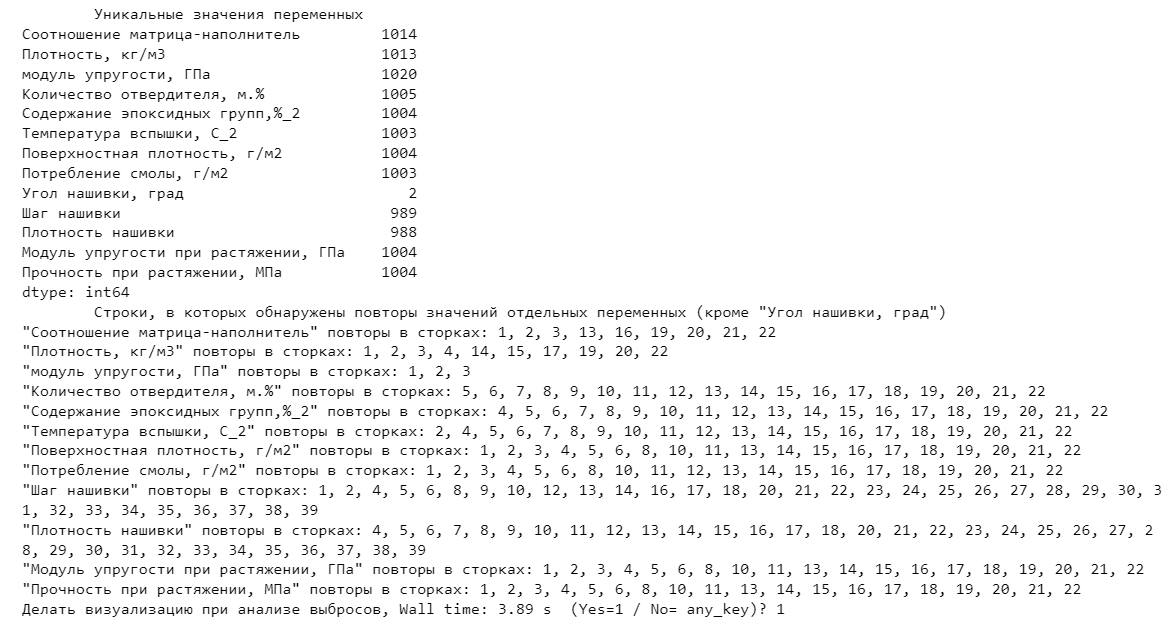 Уникальные значения переменных
Соотношение матрица-наполнитель 1014
Плотность, кг/м3 1013
модуль упругости, ГПа 1020
Количество отвердителя, м.% 1005
Содержание эпоксидных групп,%_2 1004
Температура вспышки, С_2 1003
Поверхностная плотность, г/м2 1004
Потребление смолы, г/м2 1003
Угол нашивки, град 2
Шаг нашивки 989
Плотность нашивки 988
Модуль упругости при растяжении, ГПа 1004
Прочность при растяжении, МПа 1004
dtype: int64
Строки, в которых обнаружены повторы значений отдельных переменных (кроме "Угол нашивки, град")
"Соотношение матрица-наполнитель" повторы в сторках: 1, 2, 3, 13, 16, 19, 20, 21, 22
"Плотность, кг/м3" повторы в сторках: 1, 2, 3, 4, 14, 15, 17, 19, 20, 22
"модуль упругости, ГПа" повторы в сторках: 1, 2, 3
"Количество отвердителя, м.%" повторы в сторках: 5, 6, 7, 8, 9, 10, 11, 12, 13, 14, 15, 16, 17, 18, 19, 20, 21, 22
"Содержание эпоксидных групп,%_2" повторы в сторках: 4, 5, 6, 7, 8, 9, 10, 11, 12, 13, 14, 15, 16, 17, 18, 19, 20, 21, 22
"Температура вспышки, С_2" повторы в сторках: 2, 4, 5, 6, 7, 8, 9, 10, 11, 12, 13, 14, 15, 16, 17, 18, 19, 20, 21, 22
"Поверхностная плотность, г/м2" повторы в сторках: 1, 2, 3, 4, 5, 6, 8, 10, 11, 13, 14, 15, 16, 17, 18, 19, 20, 21, 22
"Потребление смолы, г/м2" повторы в сторках: 1, 2, 3, 4, 5, 6, 8, 10, 11, 12, 13, 14, 15, 16, 17, 18, 19, 20, 21, 22
"Шаг нашивки" повторы в сторках: 1, 2, 4, 5, 6, 8, 9, 10, 12, 13, 14, 16, 17, 18, 20, 21, 22, 23, 24, 25, 26, 27, 28, 29, 30, 3
1, 32, 33, 34, 35, 36, 37, 38, 39
"Плотность нашивки" повторы в сторках: 4, 5, 6, 7, 8, 9, 10, 11, 12, 13, 14, 15, 16, 17, 18, 20, 21, 22, 23, 24, 25, 26, 27, 2
8, 29, 30, 31, 32, 33, 34, 35, 36, 37, 38, 39
"Модуль упругости при растяжении, ГПа" повторы в сторках: 1, 2, 3, 4, 5, 6, 8, 10, 11, 13, 14, 15, 16, 17, 18, 19, 20, 21, 22
"Прочность при растяжении, МПа" повторы в сторках: 1, 2, 3, 4, 5, 6, 8, 10, 11, 13, 14, 15, 16, 17, 18, 19, 20, 21, 22
Делать визуализацию при анализе выбросов, Wall time: 3.89 s (Yes=1 / No= any_key)? 1